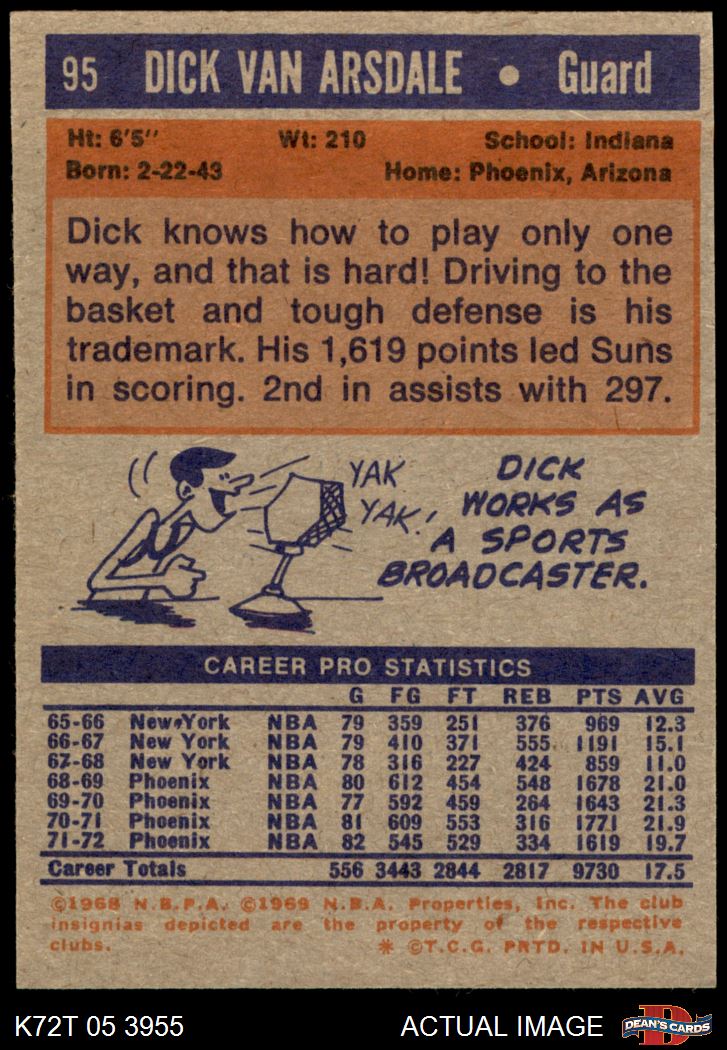 95 DICK VAN ARSDALE • Guard
Ht: 6'5" Wt: 210 School: Indiana
Born: 2-22-43 Home: Phoenix, Arizona
Dick knows how to play only one
way, and that is hard! Driving to the
basket and tough defense is his
trademark. His 1,619 points led Suns
in scoring. 2nd in assists with 297.
YAK
YAK!
DICK
WORKS AS
A SPORTS
BROADCASTER.
CAREER PRO STATISTICS
G FG FT REB PTS AVG
65-66 New York NBA 79 359 251 376 969 12.3
66-67 New York NBA 79 410 371 555 1191 15.1
67-68 New York NBA 78 316 227 424 859 11.0
68-69 Phoenix NBA 80 612 454 548 1678 21.0
69-70 Phoenix NBA 77 592 459 264 1643 21.3
70-71 Phoenix NBA 81 609 553 316 1771 21.9
71-72 Phoenix NBA 82 545 529 334 1619 19.7
Career Totals 556 3443 2844 2817 9730 17.5
©1968 N.B.P.A. ©1969 N.B.A. Properties, Inc. The club
insignias depicted are the property of the respective
clubs. * ©T.C.G. PRTD. IN U.S.A.
K72T 05 3955 ACTUAL IMAGE D DEAN'S CARDS